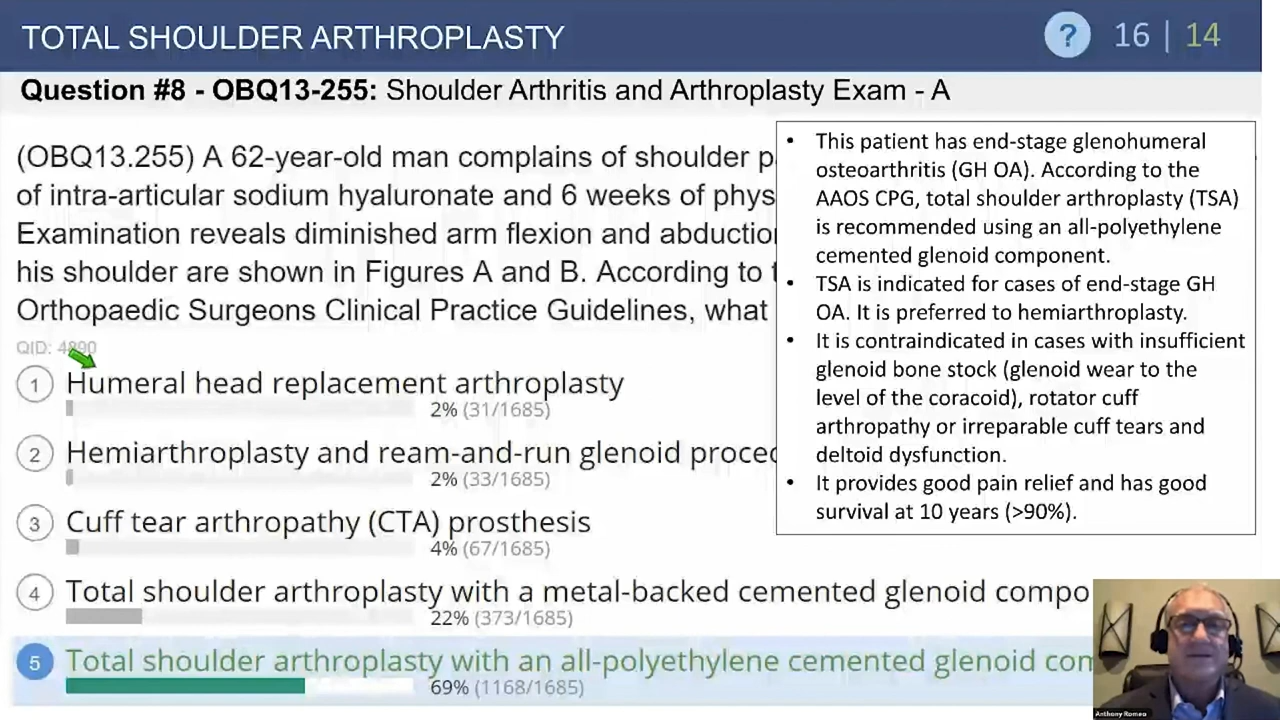 TOTAL SHOULDER ARTHROPLASTY
? 16 | 14
Question #8 - OBQ13-255: Shoulder Arthritis and Arthroplasty Exam - A
(OBQ13.255) A 62-year-old man complains of shoulder p
of intra-articular sodium hyaluronate and 6 weeks of phys
Examination reveals diminished arm flexion and abduction
his shoulder are shown in Figures A and B. According to t
Orthopaedic Surgeons Clinical Practice Guidelines, what
QID: 4890
1 Humeral head replacement arthroplasty
2% (31/1685)
2 Hemiarthroplasty and ream-and-run glenoid proced
2% (33/1685)
3 Cuff tear arthropathy (CTA) prosthesis
4% (67/1685)
4 Total shoulder arthroplasty with a metal-backed cemented glenoid compo
22% (373/1685)
5 Total shoulder arthroplasty with an all-polyethylene cemented glenoid com
69% (1168/1685)
• This patient has end-stage glenohumeral
osteoarthritis (GH OA). According to the
AAOS CPG, total shoulder arthroplasty (TSA)
is recommended using an all-polyethylene
cemented glenoid component.
• TSA is indicated for cases of end-stage GH
OA. It is preferred to hemiarthroplasty.
• It is contraindicated in cases with insufficient
glenoid bone stock (glenoid wear to the
level of the coracoid), rotator cuff
arthropathy or irreparable cuff tears and
deltoid dysfunction.
• It provides good pain relief and has good
survival at 10 years (>90%).
Anthony Romeo